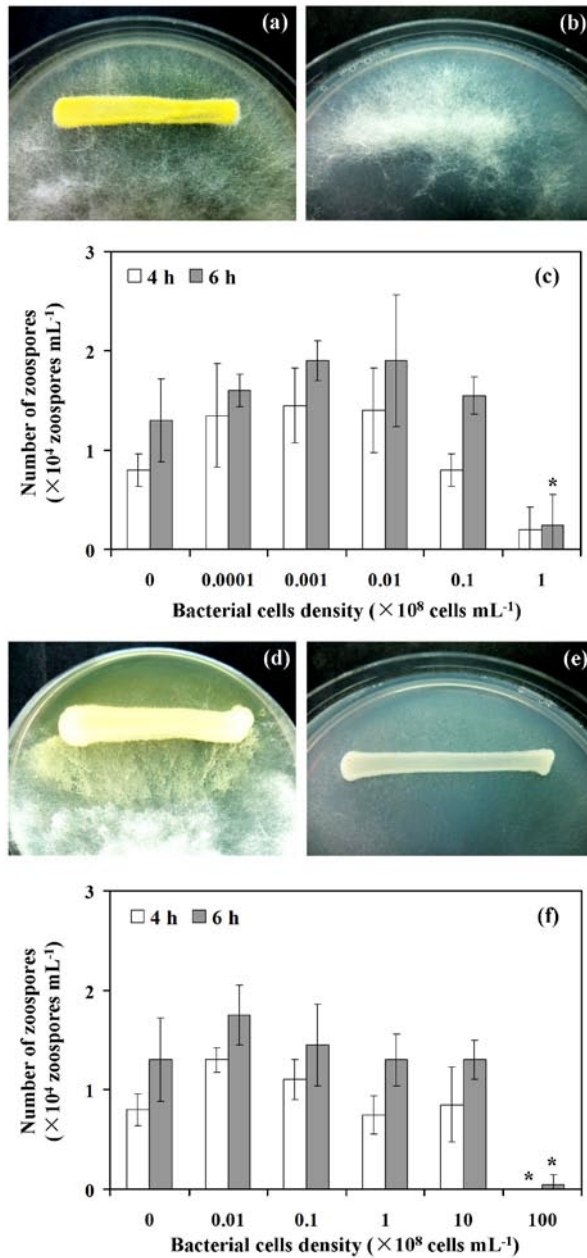 (a)
(b)
3
2
1
0
Number of zoospores
(×10⁴ zoospores mL⁻¹)
4 h 6 h
(c)
*
0 0.0001 0.001 0.01 0.1 1
Bacterial cells density (×10⁸ cells mL⁻¹)
(d)
(e)
3
2
1
0
Number of zoospores
(×10⁴ zoospores mL⁻¹)
4 h 6 h
(f)
* *
0 0.01 0.1 1 10 100
Bacterial cells density (×10⁸ cells mL⁻¹)